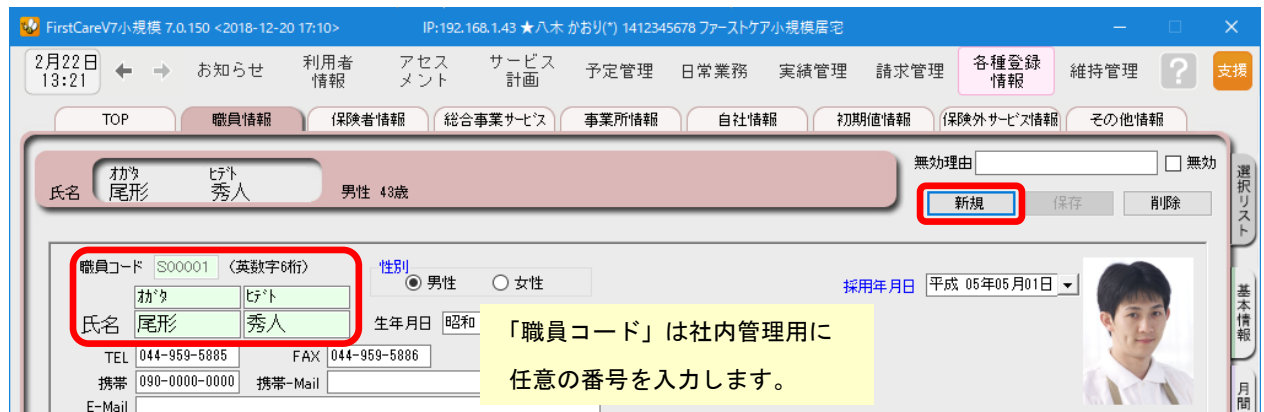 FirstCareV7小規模 7.0.150 <2018-12-20 17:10> IP:192.168.1.43 ★八木 かおり(*) 1412345678 ファーストケア小規模居宅
2月22日
13:21
お知らせ
利用者
情報
アセス
メント
サービス
計画
予定管理
日常業務
実績管理
請求管理
各種登録
情報
維持管理
?
支援
TOP 職員情報 保険者情報 総合事業サービス 事業所情報 自社情報 初期値情報 保険外サービス情報 その他情報
無効理由 無効
オガタ ヒデト
氏名 尾形 秀人 男性 43歳
新規 保存 削除
選択リスト
職員コード S00001 (英数字6桁) 性別
男性 女性
採用年月日 平成 05年05月01日
オガタ ヒデト
氏名 尾形 秀人
生年月日 昭和
「職員コード」は社内管理用に
任意の番号を入力します。
基本情報
TEL 044-959-5885 FAX 044-959-5886
携帯 090-0000-0000 携帯-Mail
E-Mail
月間